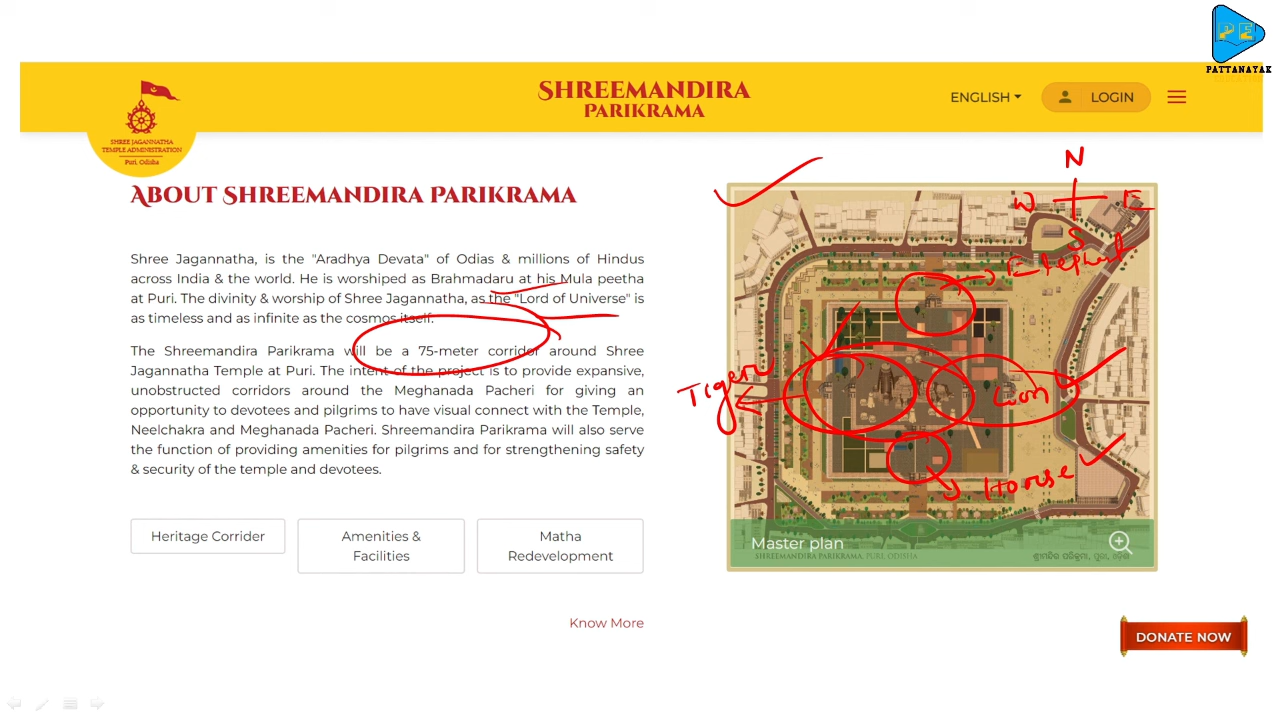 PE
PATTANAYAK
SHREEMANDIRA
PARIKRAMA
ENGLISH
LOGIN
SHREE JAGANNATHA
TEMPLE ADMINISTRATION
Puri, Odisha
ABOUT SHREEMANDIRA PARIKRAMA
Shree Jagannatha, is the "Aradhya Devata" of Odias & millions of Hindus
across India & the world. He is worshiped as Brahmadaru at his Mula peetha
at Puri. The divinity & worship of Shree Jagannatha, as the "Lord of Universe" is
as timeless and as infinite as the cosmos itself.
The Shreemandira Parikrama will be a 75-meter corridor around Shree
Jagannatha Temple at Puri. The intent of the project is to provide expansive,
unobstructed corridors around the Meghanada Pacheri for giving an
opportunity to devotees and pilgrims to have visual connect with the Temple,
Neelchakra and Meghanada Pacheri. Shreemandira Parikrama will also serve
the function of providing amenities for pilgrims and for strengthening safety
& security of the temple and devotees.
Heritage Corrider
Amenities &
Facilities
Matha
Redevelopment
Know More
N
W E
S
Elephant
Tiger
Lion
Horse
Master plan
SHREEMANDIRA PARIKRAMA, PURI, ODISHA
ଶ୍ରୀମନ୍ଦିର ପରିକ୍ରମା, ପୁରୀ, ଓଡ଼ିଶା
DONATE NOW